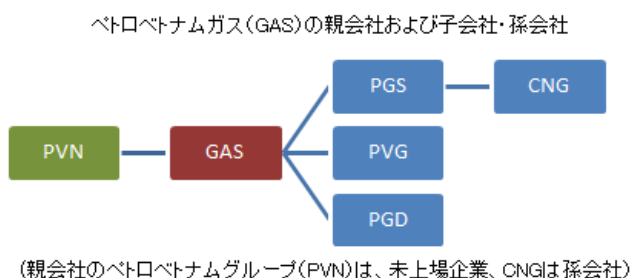 ペトロベトナムガス(GAS)の親会社および子会社・孫会社
PGS
CNG
PVN
GAS
PVG
PGD
(親会社のペトロベトナムグループ(PVN)は、未上場企業、CNGは孫会社)